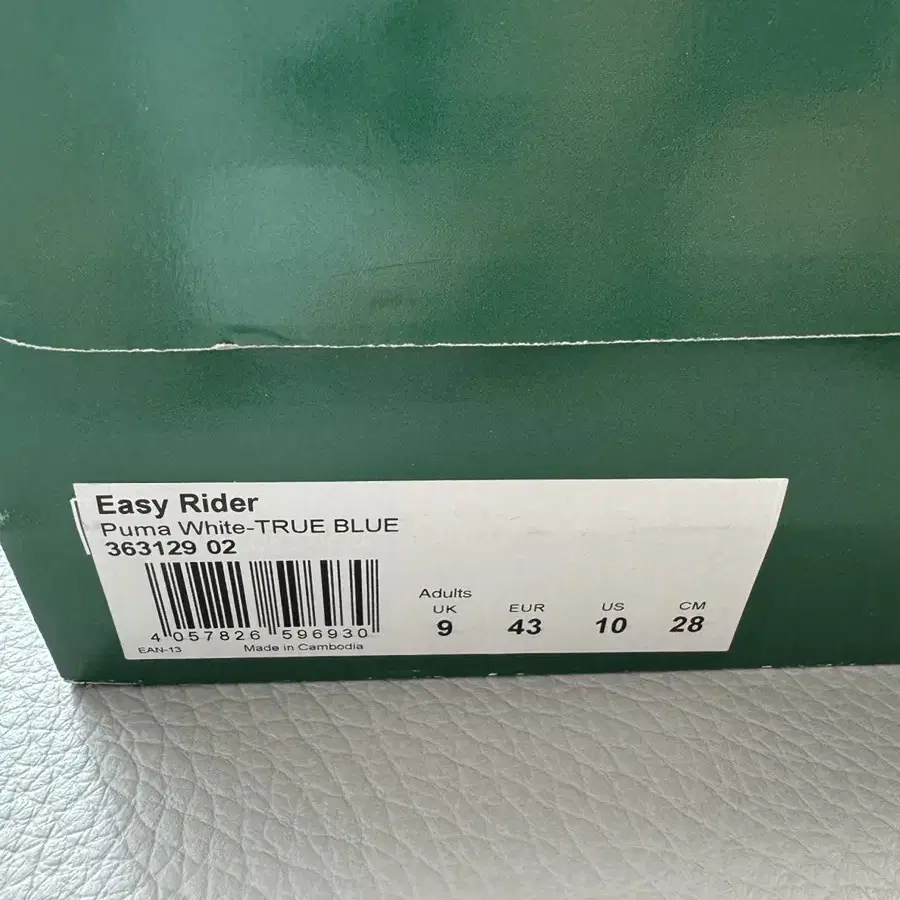 Easy Rider
Puma White-TRUE BLUE
363129 02
4 057826 596930
EAN-13 Made in Cambodia
Adults
UK EUR US CM
9 43 10 28